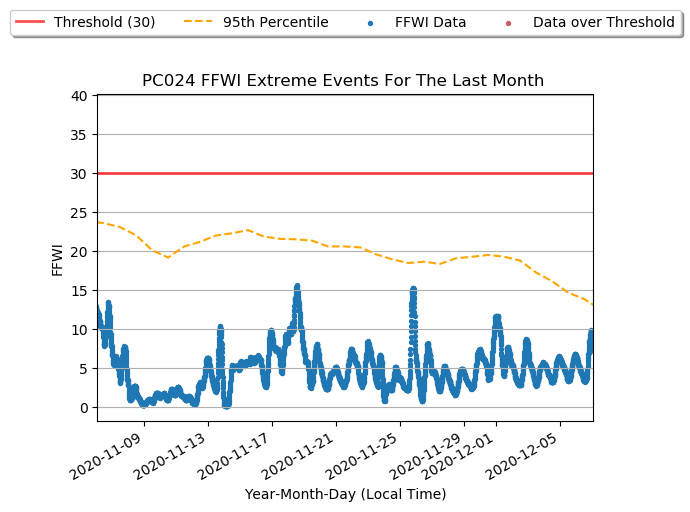 Threshold (30) 95th Percentile FFWI Data Data over Threshold
PC024 FFWI Extreme Events For The Last Month
40
35
30
25
20
15
10
5
0
FFWI
2020-11-09 2020-11-13 2020-11-17 2020-11-21 2020-11-25 2020-11-29 2020-12-01 2020-12-05
Year-Month-Day (Local Time)